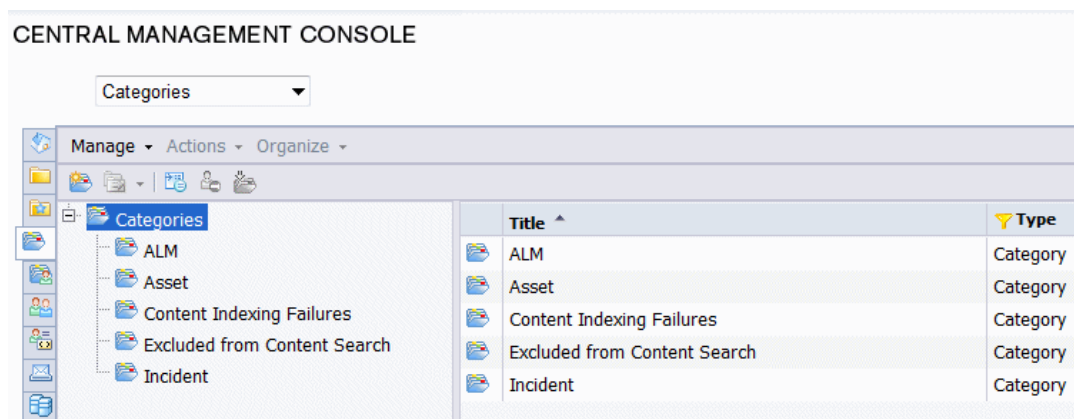 CENTRAL MANAGEMENT CONSOLE
Categories
Manage Actions Organize
Categories
ALM
Asset
Content Indexing Failures
Excluded from Content Search
Incident
Title Type
ALM Category
Asset Category
Content Indexing Failures Category
Excluded from Content Search Category
Incident Category